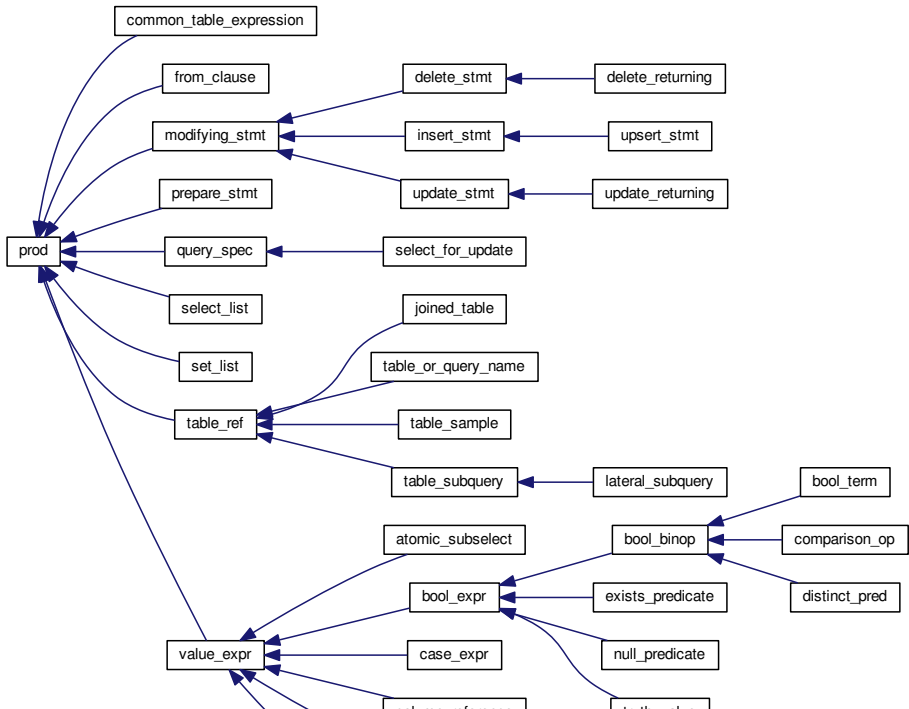 common_table_expression
from_clause
delete_stmt
delete_returning
modifying_stmt
insert_stmt
upsert_stmt
prepare_stmt
update_stmt
update_returning
prod
query_spec
select_for_update
select_list
joined_table
set_list
table_or_query_name
table_ref
table_sample
table_subquery
lateral_subquery
bool_term
atomic_subselect
bool_binop
comparison_op
bool_expr
exists_predicate
distinct_pred
value_expr
case_expr
null_predicate